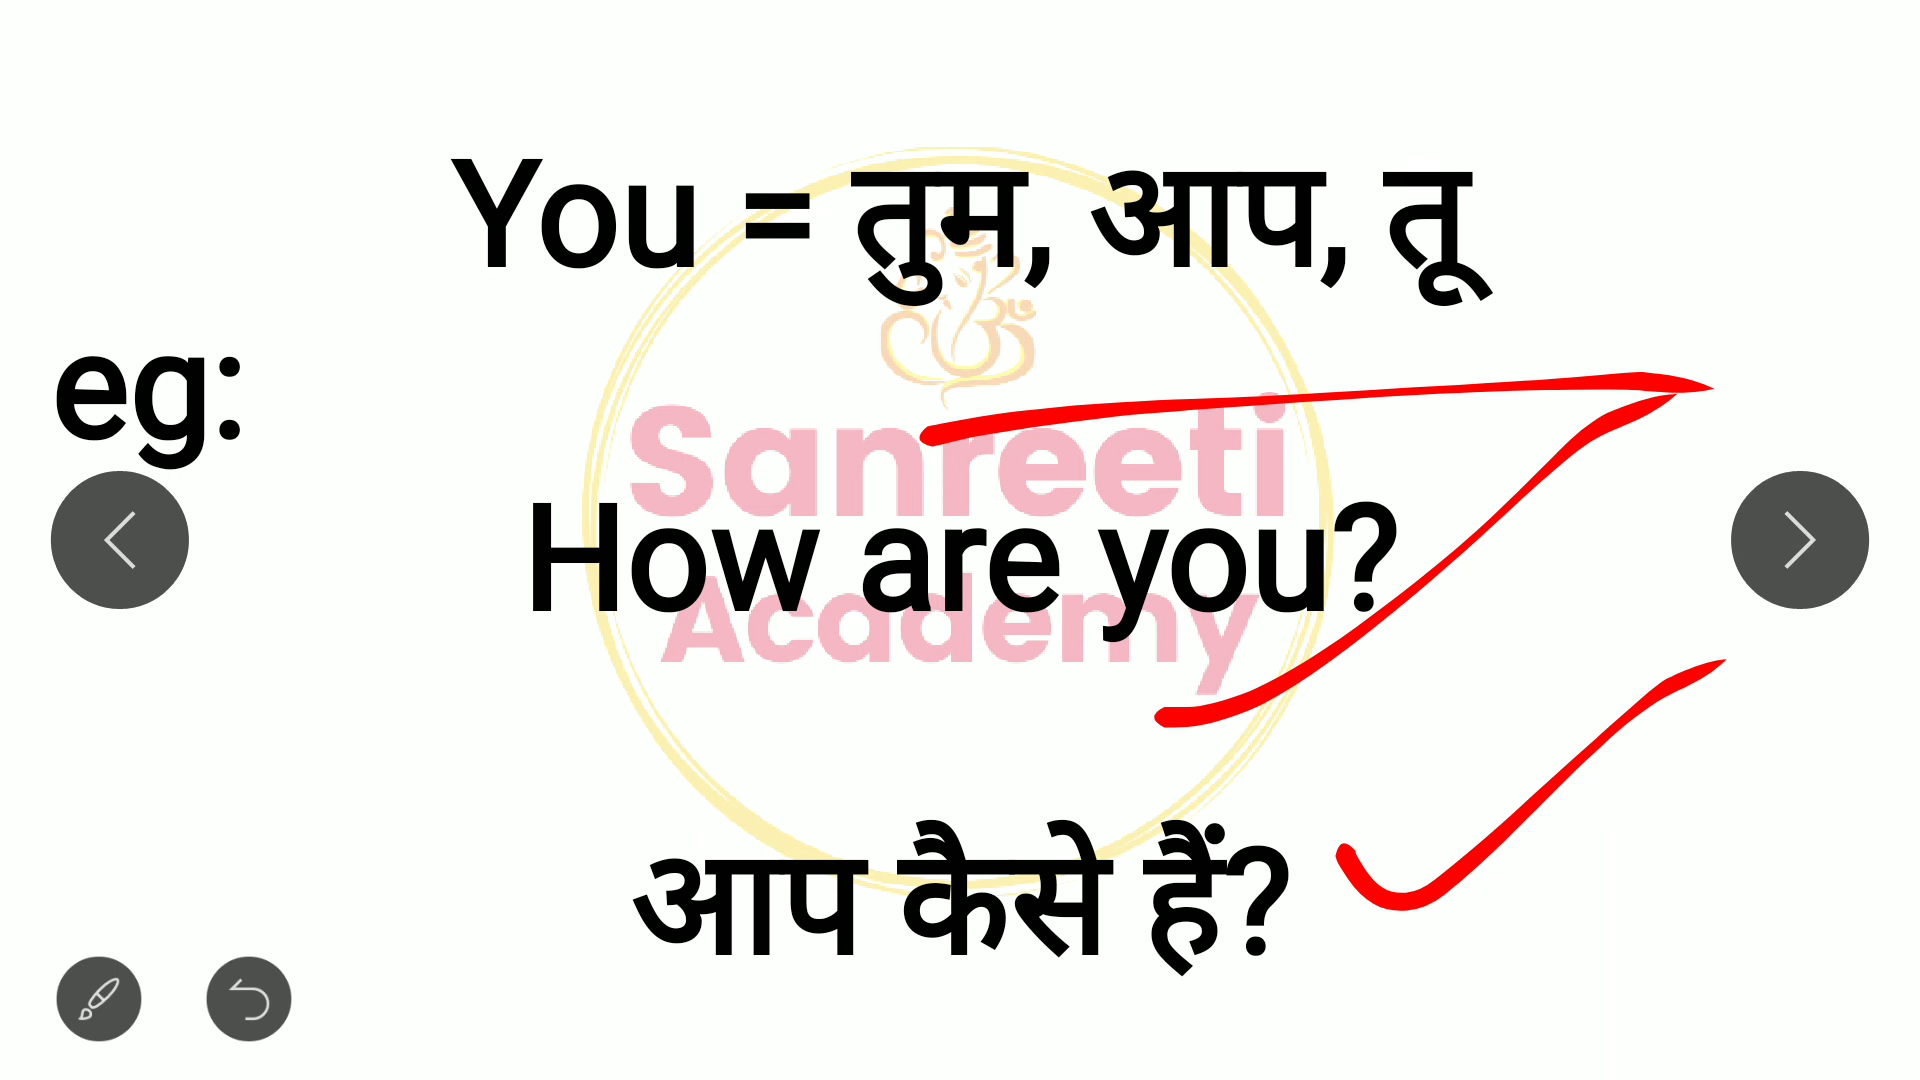 You = तुम, आप, तू
eg:
Sanreeti
How are you?
Academy
आप कैसे हैं?